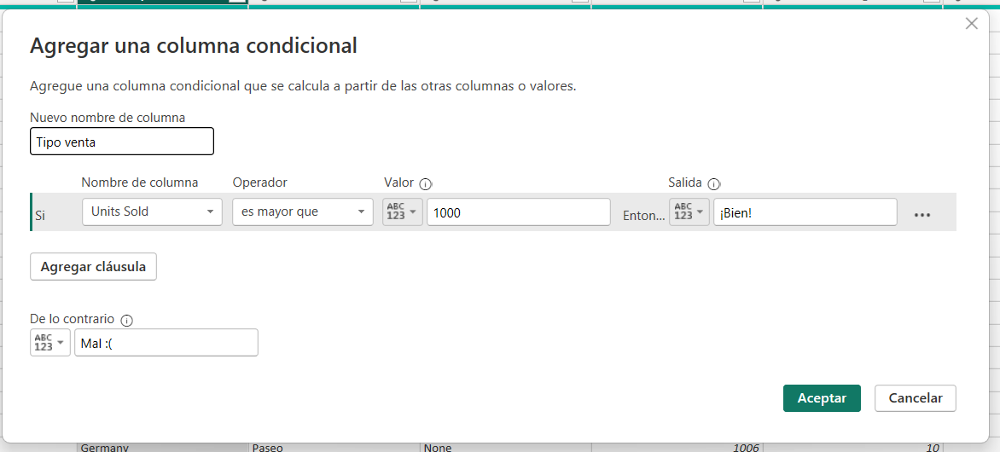 Agregar una columna condicional
Agregue una columna condicional que se calcula a partir de las otras columnas o valores.
Nuevo nombre de columna
Tipo venta
Nombre de columna Operador Valor Salida
Si Units Sold es mayor que ABC 123 1000 Enton... ABC 123 ¡Bien!
Agregar cláusula
De lo contrario
ABC 123 Mal :(
Aceptar Cancelar
Germany Paseo None 1006 10